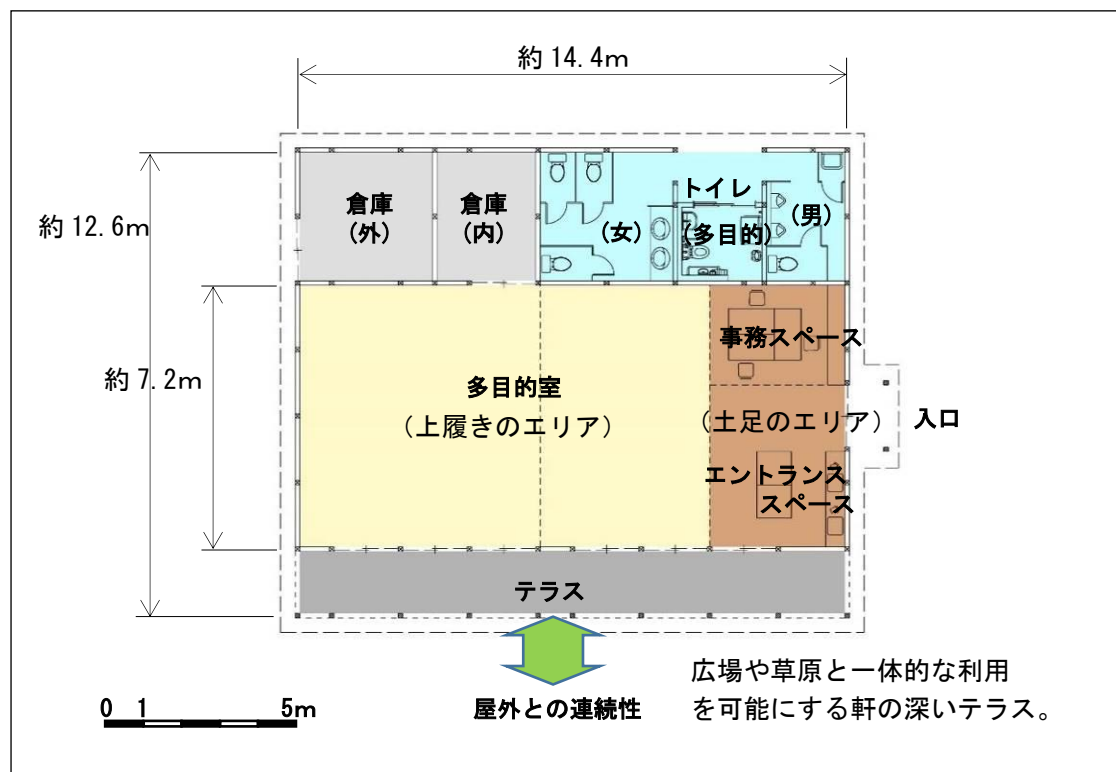 約14.4m
約12.6m
倉庫
（外）
倉庫
（内）
トイレ
（女）
（多目的）
（男）
約7.2m
事務スペース
多目的室
（上履きのエリア）
（土足のエリア）
入口
エントランス
スペース
テラス
広場や草原と一体的な利用
を可能にする軒の深いテラス。
屋外との連続性
0 1 5m